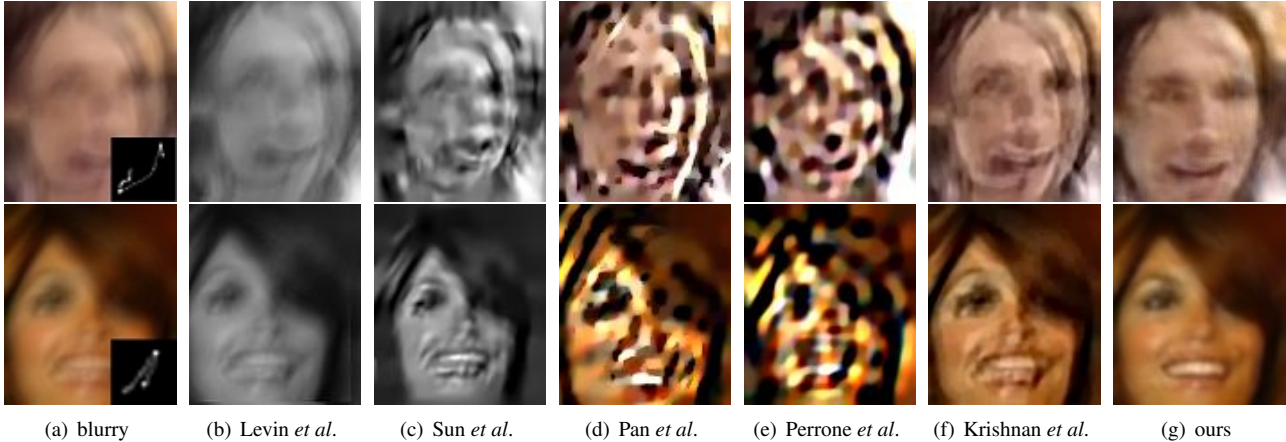 (a) blurry (b) Levin et al. (c) Sun et al. (d) Pan et al. (e) Perrone et al. (f) Krishnan et al. (g) ours